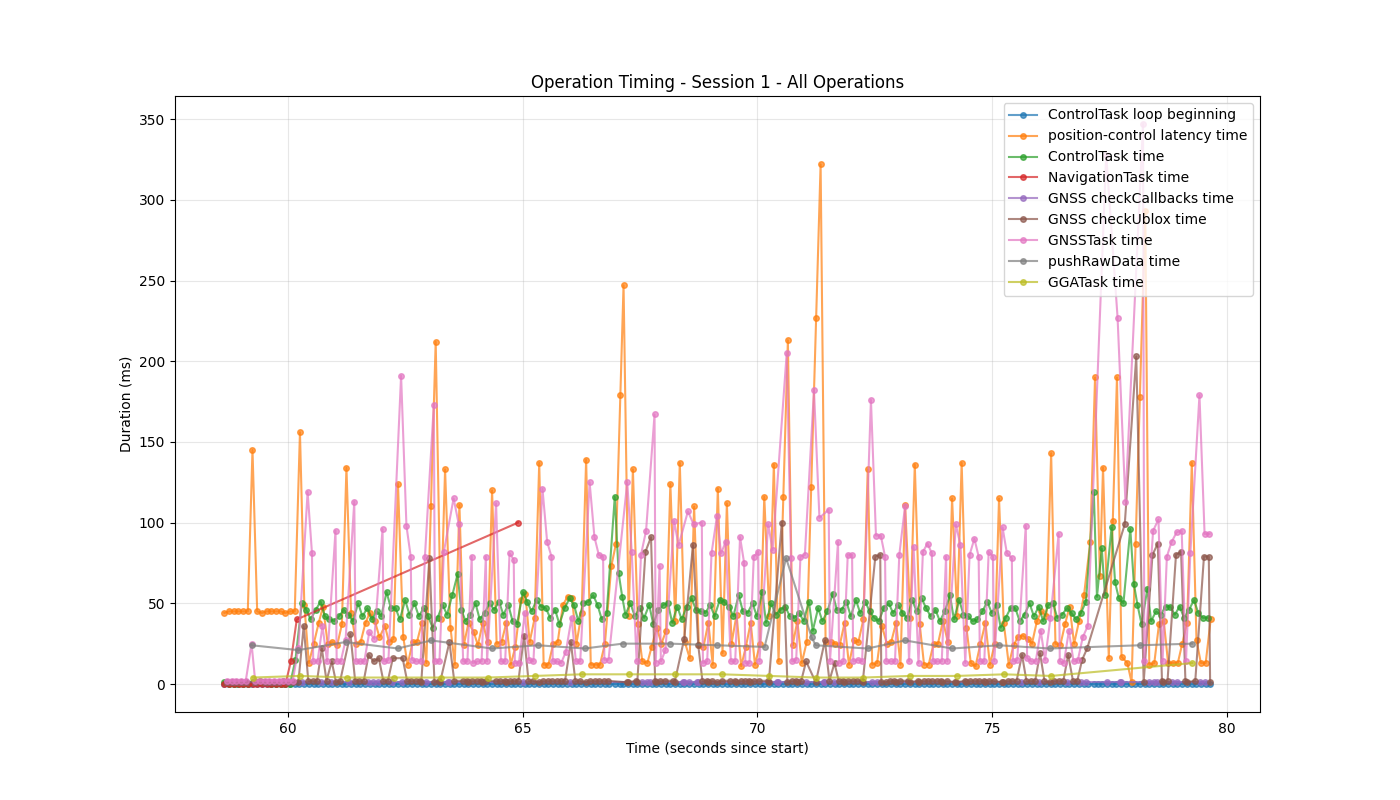 Operation Timing - Session 1 - All Operations
350
300
250
200
150
100
50
0
Duration (ms)
60
65
70
75
80
Time (seconds since start)
ControlTask loop beginning
position-control latency time
ControlTask time
NavigationTask time
GNSS checkCallbacks time
GNSS checkUblox time
GNSSTask time
pushRawData time
GGATask time